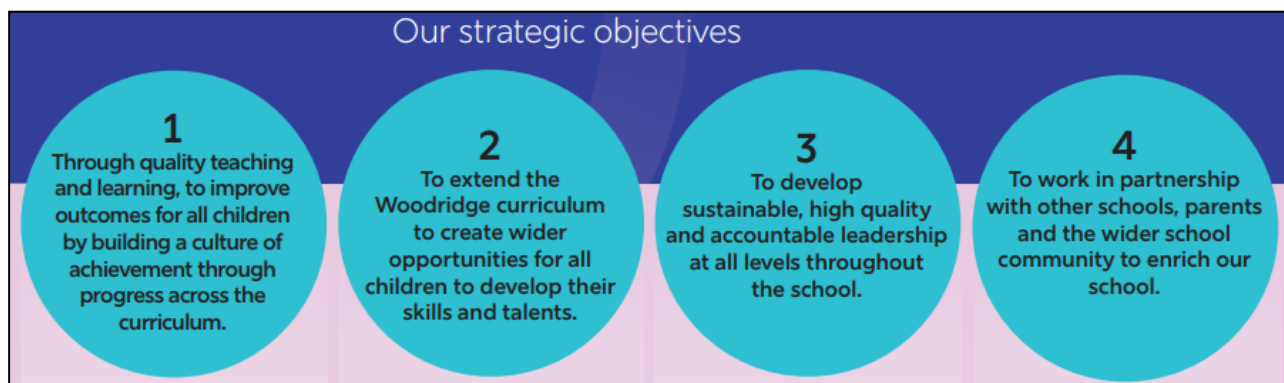 Our strategic objectives
1
Through quality teaching
and learning, to improve
outcomes for all children
by building a culture of
achievement through
progress across the
curriculum.
2
To extend the
Woodridge curriculum
to create wider
opportunities for all
children to develop their
skills and talents.
3
To develop
sustainable, high quality
and accountable leadership
at all levels throughout
the school.
4
To work in partnership
with other schools, parents
and the wider school
community to enrich our
school.